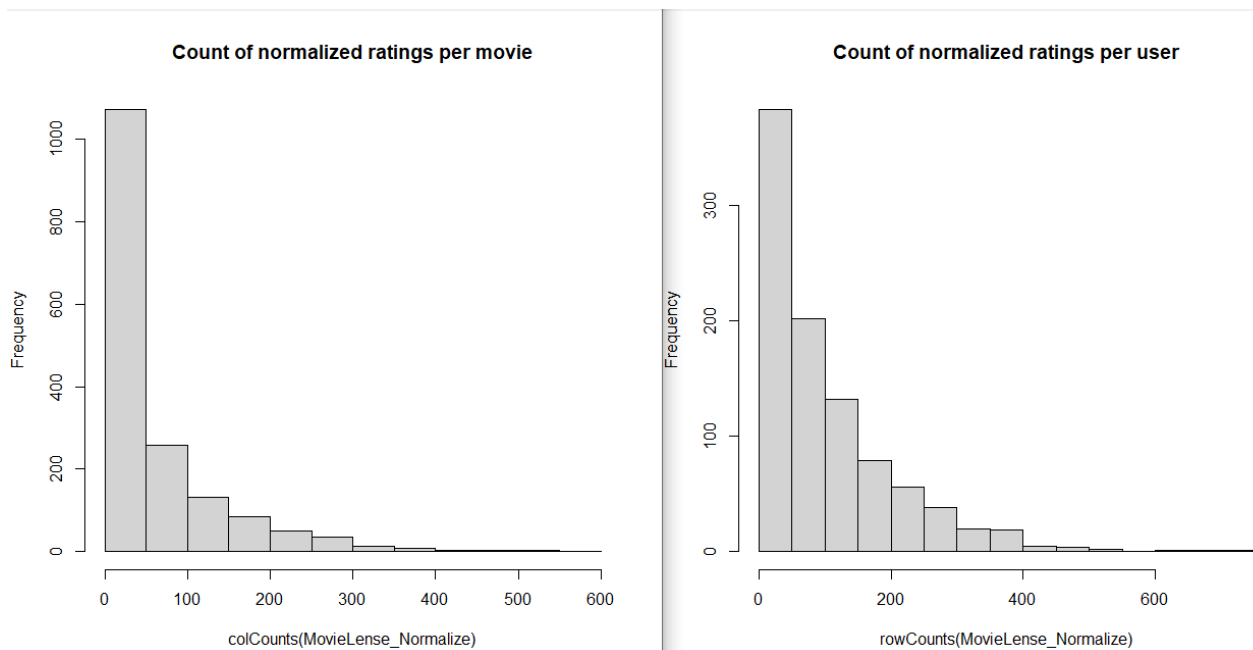 Count of normalized ratings per movie
Frequency
1000
800
600
400
200
0
0 100 200 300 400 500 600
colCounts(MovieLense_Normalize)
Count of normalized ratings per user
Frequency
300
200
100
0
0 200 400 600
rowCounts(MovieLense_Normalize)